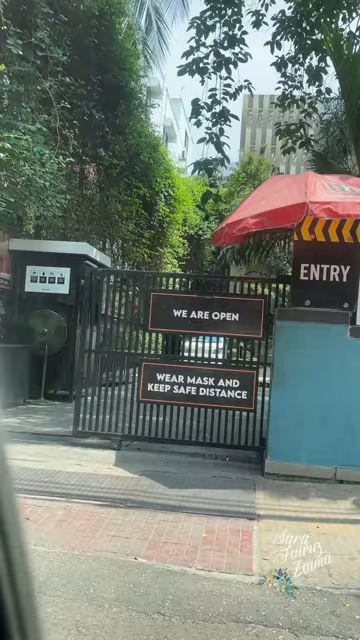 WE ARE OPEN
ENTRY
WEAR MASK AND
KEEP SAFE DISTANCE
Sara
Fairuz
Zaima